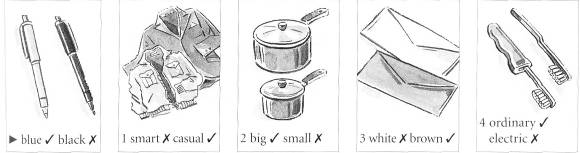 ▶ blue ✓ black ✗
1 smart ✗ casual ✓
2 big ✓ small ✗
3 white ✗ brown ✓
4 ordinary ✓
electric ✗